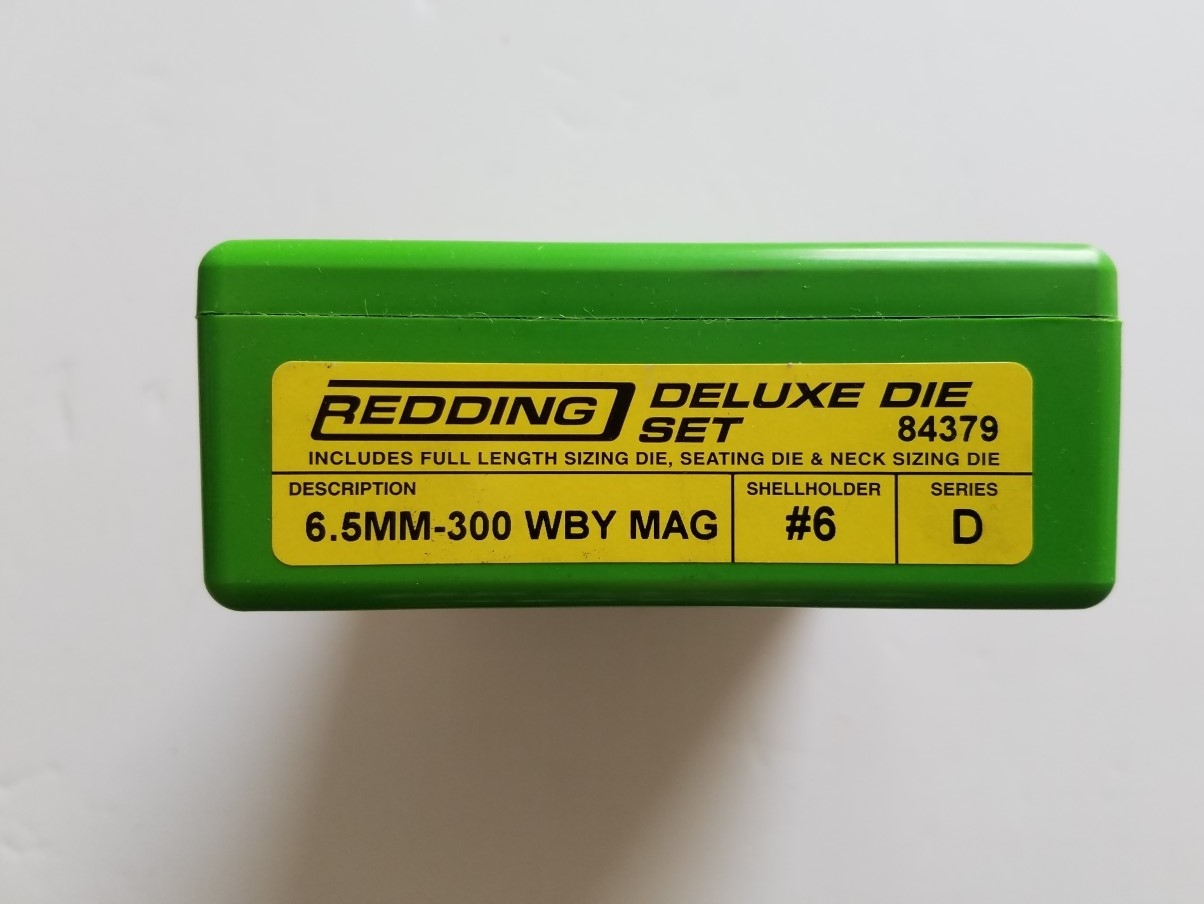 REDDING DELUXE DIE
SET 84379
INCLUDES FULL LENGTH SIZING DIE, SEATING DIE & NECK SIZING DIE
DESCRIPTION SHELLHOLDER SERIES
6.5MM-300 WBY MAG #6 D